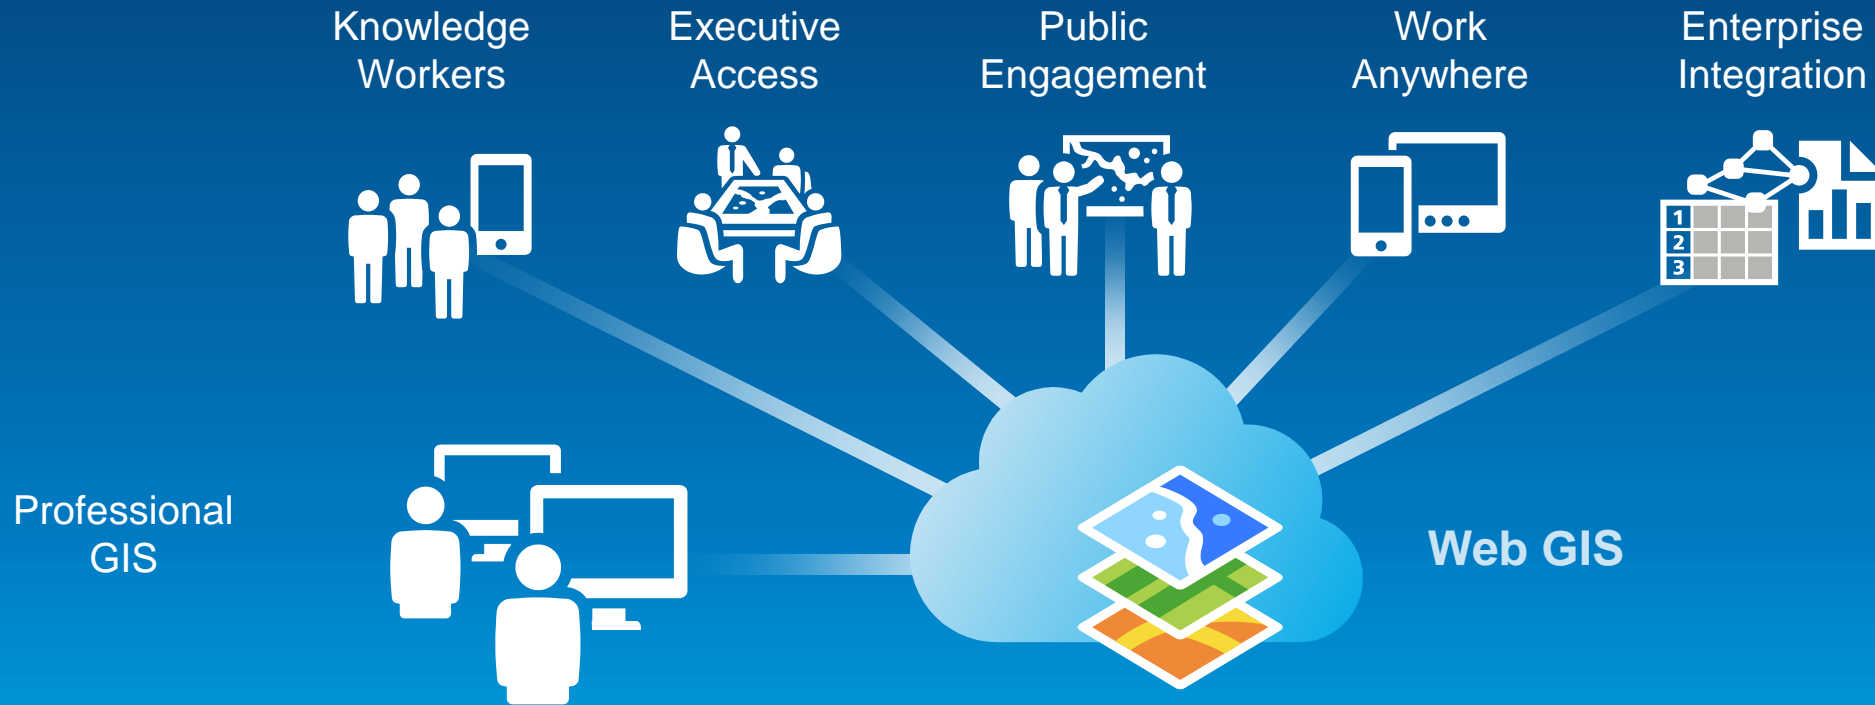 Knowledge
Workers
Executive
Access
Public
Engagement
Work
Anywhere
Enterprise
Integration
1
2
3
Professional
GIS
Web GIS